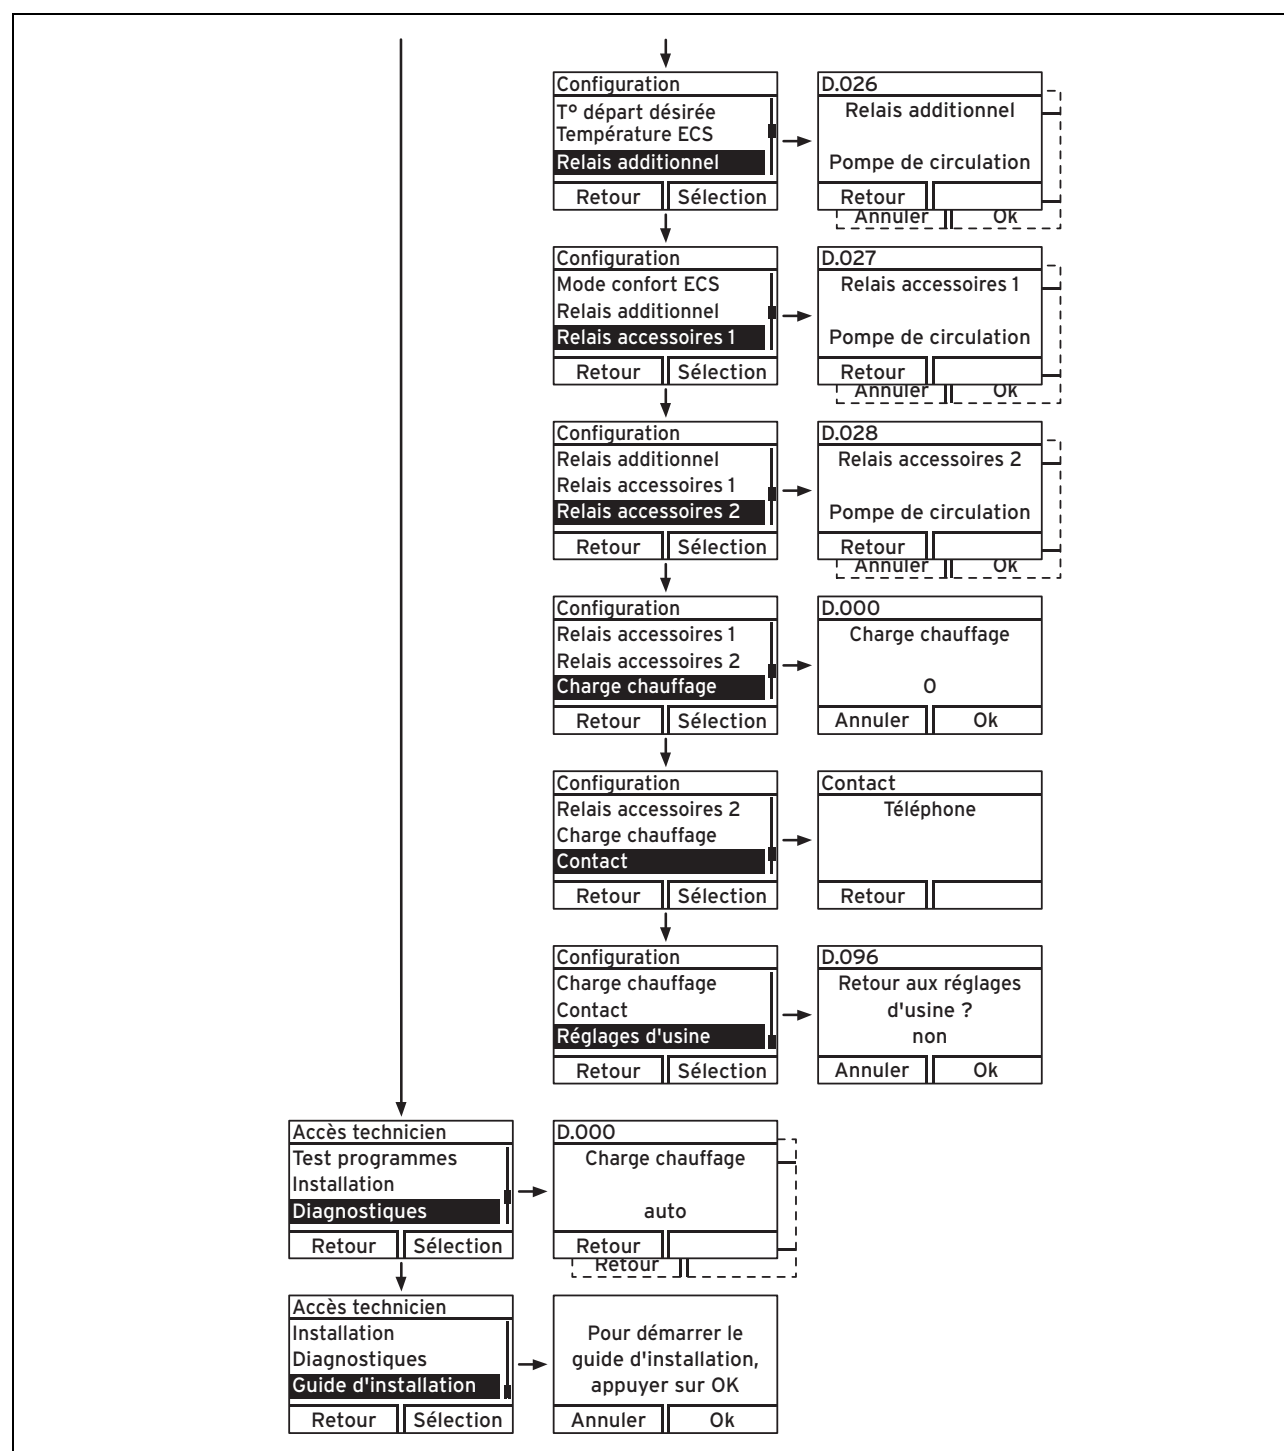 Configuration
T° départ désirée
Température ECS
Relais additionnel
Retour Sélection
D.026
Relais additionnel
Pompe de circulation
Retour
Annuler Ok
Configuration
Mode confort ECS
Relais additionnel
Relais accessoires 1
Retour Sélection
D.027
Relais accessoires 1
Pompe de circulation
Retour
Annuler Ok
Configuration
Relais additionnel
Relais accessoires 1
Relais accessoires 2
Retour Sélection
D.028
Relais accessoires 2
Pompe de circulation
Retour
Annuler Ok
Configuration
Relais accessoires 1
Relais accessoires 2
Charge chauffage
Retour Sélection
D.000
Charge chauffage
0
Annuler Ok
Configuration
Relais accessoires 2
Charge chauffage
Contact
Retour Sélection
Contact
Téléphone
Retour
Configuration
Charge chauffage
Contact
Réglages d'usine
Retour Sélection
D.096
Retour aux réglages
d'usine ?
non
Annuler Ok
Accès technicien
Test programmes
Installation
Diagnostiques
Retour Sélection
D.000
Charge chauffage
auto
Retour
Retour
Accès technicien
Installation
Diagnostiques
Guide d'installation
Retour Sélection
Pour démarrer le
guide d'installation,
appuyer sur OK
Annuler Ok